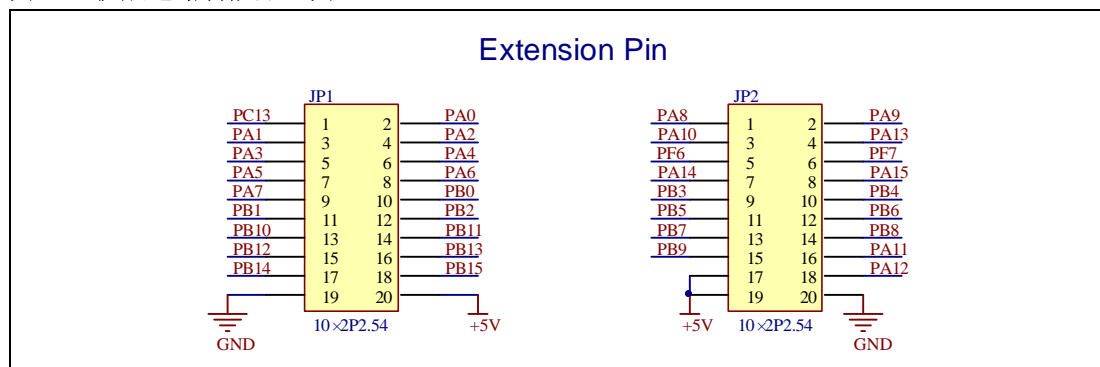 Extension Pin
JP1
PC13 1 2 PA0
PA1 3 4 PA2
PA3 5 6 PA4
PA5 7 8 PA6
PA7 9 10 PB0
PB1 11 12 PB2
PB10 13 14 PB11
PB12 15 16 PB13
PB14 17 18 PB15
19 20
GND 10×2P2.54 +5V
JP2
PA8 1 2 PA9
PA10 3 4 PA13
PF6 5 6 PF7
PA14 7 8 PA15
PB3 9 10 PB4
PB5 11 12 PB6
PB7 13 14 PB8
PB9 15 16 PA11
17 18 PA12
19 20
+5V 10×2P2.54 GND